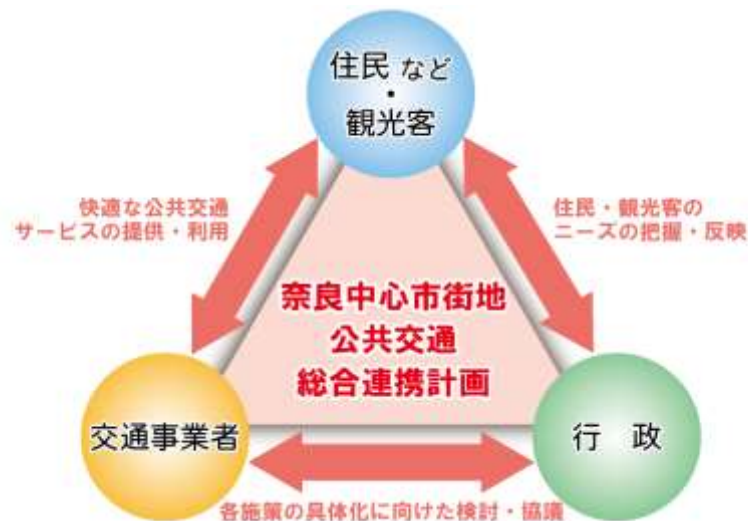 住民 など
・
観光客
快適な公共交通
サービスの提供・利用
住民・観光客の
ニーズの把握・反映
奈良中心市街地
公共交通
総合連携計画
交通事業者
行　政
各施策の具体化に向けた検討・協議